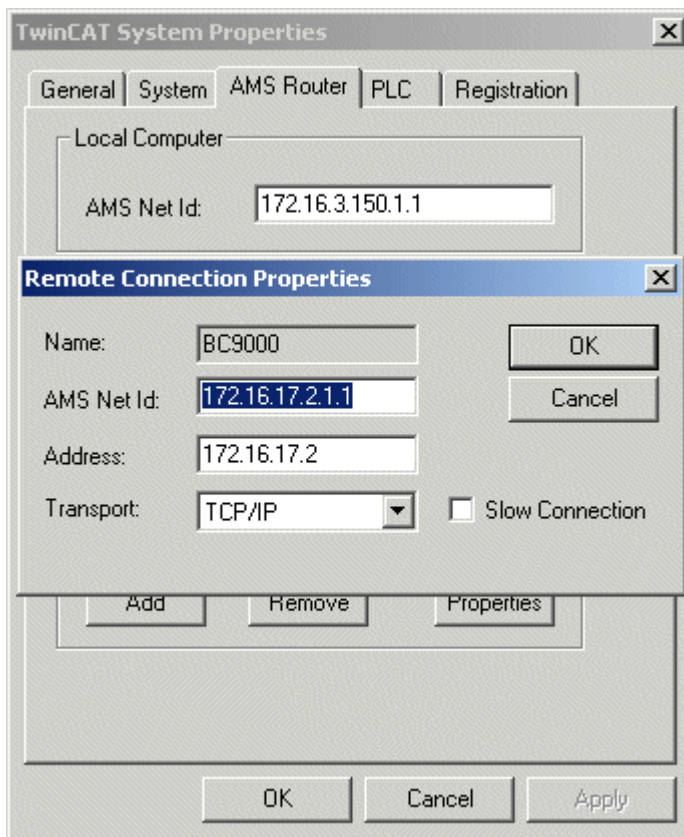 TwinCAT System Properties
General System AMS Router PLC Registration
Local Computer
AMS Net Id: 172.16.3.150.1.1
Remote Connection Properties
Name: BC9000 OK
AMS Net Id: 172.16.17.2.1.1 Cancel
Address: 172.16.17.2
Transport: TCP/IP Slow Connection
Add Remove Properties
OK Cancel Apply